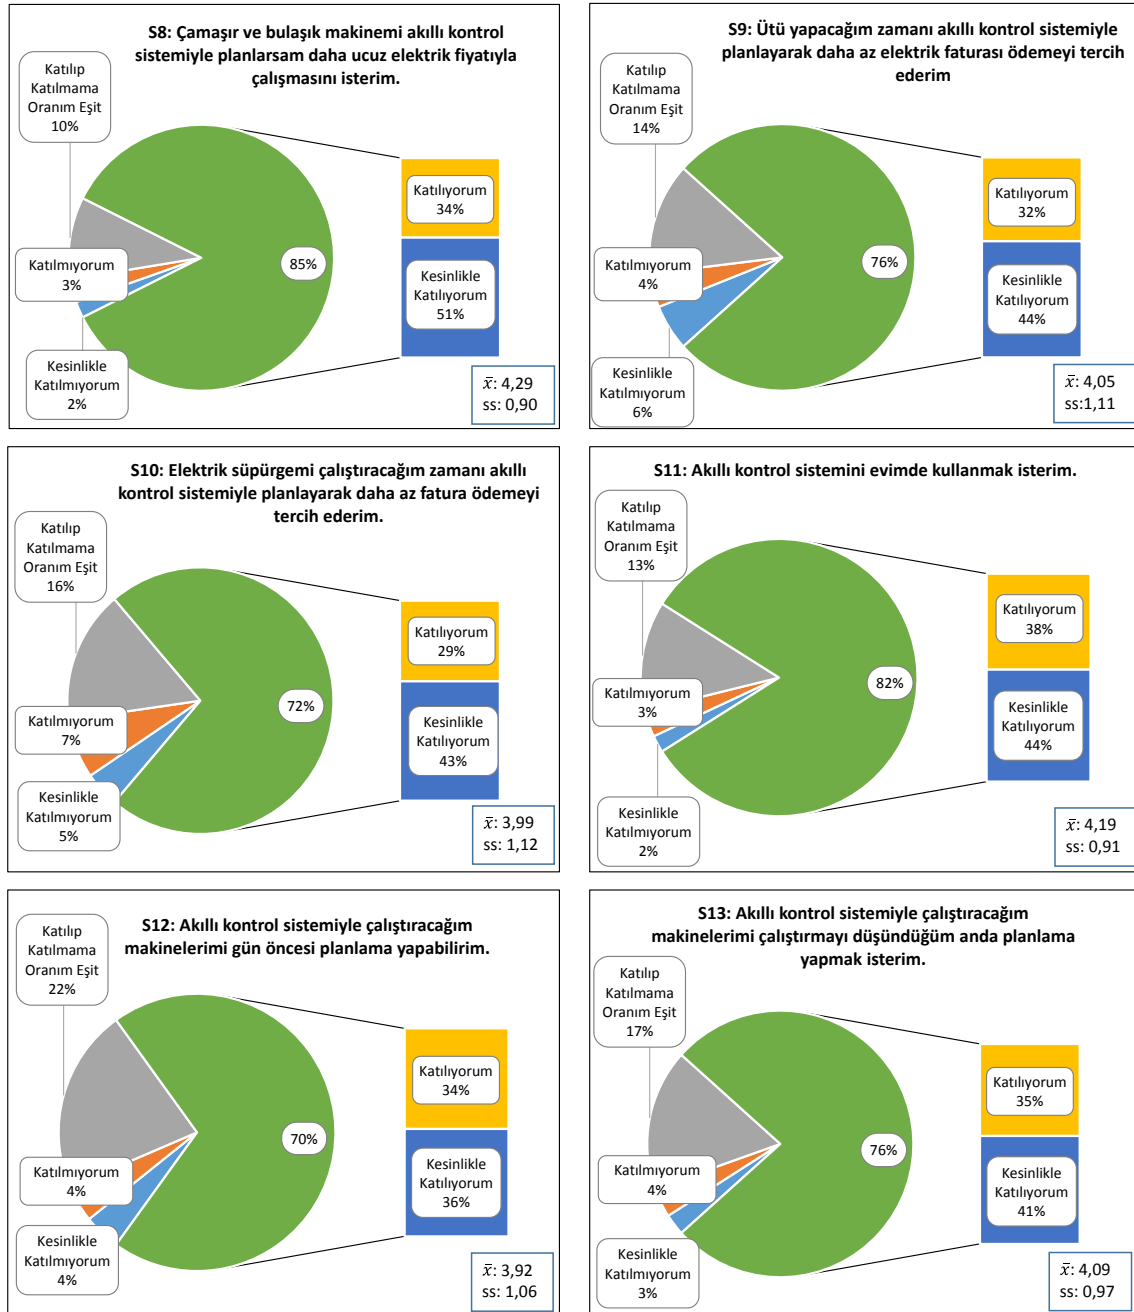 S8: Çamaşır ve bulaşık makinemi akıllı kontrol
sistemiyle planlarsam daha ucuz elektrik fiyatıyla
çalışmasını isterim.
Katılıp
Katılmama
Oranım Eşit
10%
Katılmıyorum
3%
Kesinlikle
Katılmıyorum
2%
85%
Katılıyorum
34%
Kesinlikle
Katılıyorum
51%
x̄: 4,29
ss: 0,90
S9: Ütü yapacağım zamanı akıllı kontrol sistemiyle
planlayarak daha az elektrik faturası ödemeyi tercih
ederim
Katılıp
Katılmama
Oranım Eşit
14%
Katılmıyorum
4%
Kesinlikle
Katılmıyorum
6%
76%
Katılıyorum
32%
Kesinlikle
Katılıyorum
44%
x̄: 4,05
ss:1,11
S10: Elektrik süpürgemi çalıştıracağım zamanı akıllı
kontrol sistemiyle planlayarak daha az fatura ödemeyi
tercih ederim.
Katılıp
Katılmama
Oranım Eşit
16%
Katılmıyorum
7%
Kesinlikle
Katılmıyorum
5%
72%
Katılıyorum
29%
Kesinlikle
Katılıyorum
43%
x̄: 3,99
ss: 1,12
S11: Akıllı kontrol sistemini evimde kullanmak isterim.
Katılıp
Katılmama
Oranım Eşit
13%
Katılmıyorum
3%
Kesinlikle
Katılmıyorum
2%
82%
Katılıyorum
38%
Kesinlikle
Katılıyorum
44%
x̄: 4,19
ss: 0,91
S12: Akıllı kontrol sistemiyle çalıştıracağım
makinelerimi gün öncesi planlama yapabilirim.
Katılıp
Katılmama
Oranım Eşit
22%
Katılmıyorum
4%
Kesinlikle
Katılmıyorum
4%
70%
Katılıyorum
34%
Kesinlikle
Katılıyorum
36%
x̄: 3,92
ss: 1,06
S13: Akıllı kontrol sistemiyle çalıştıracağım
makinelerimi çalıştırmayı düşündüğüm anda planlama
yapmak isterim.
Katılıp
Katılmama
Oranım Eşit
17%
Katılmıyorum
4%
Kesinlikle
Katılmıyorum
3%
76%
Katılıyorum
35%
Kesinlikle
Katılıyorum
41%
x̄: 4,09
ss: 0,97